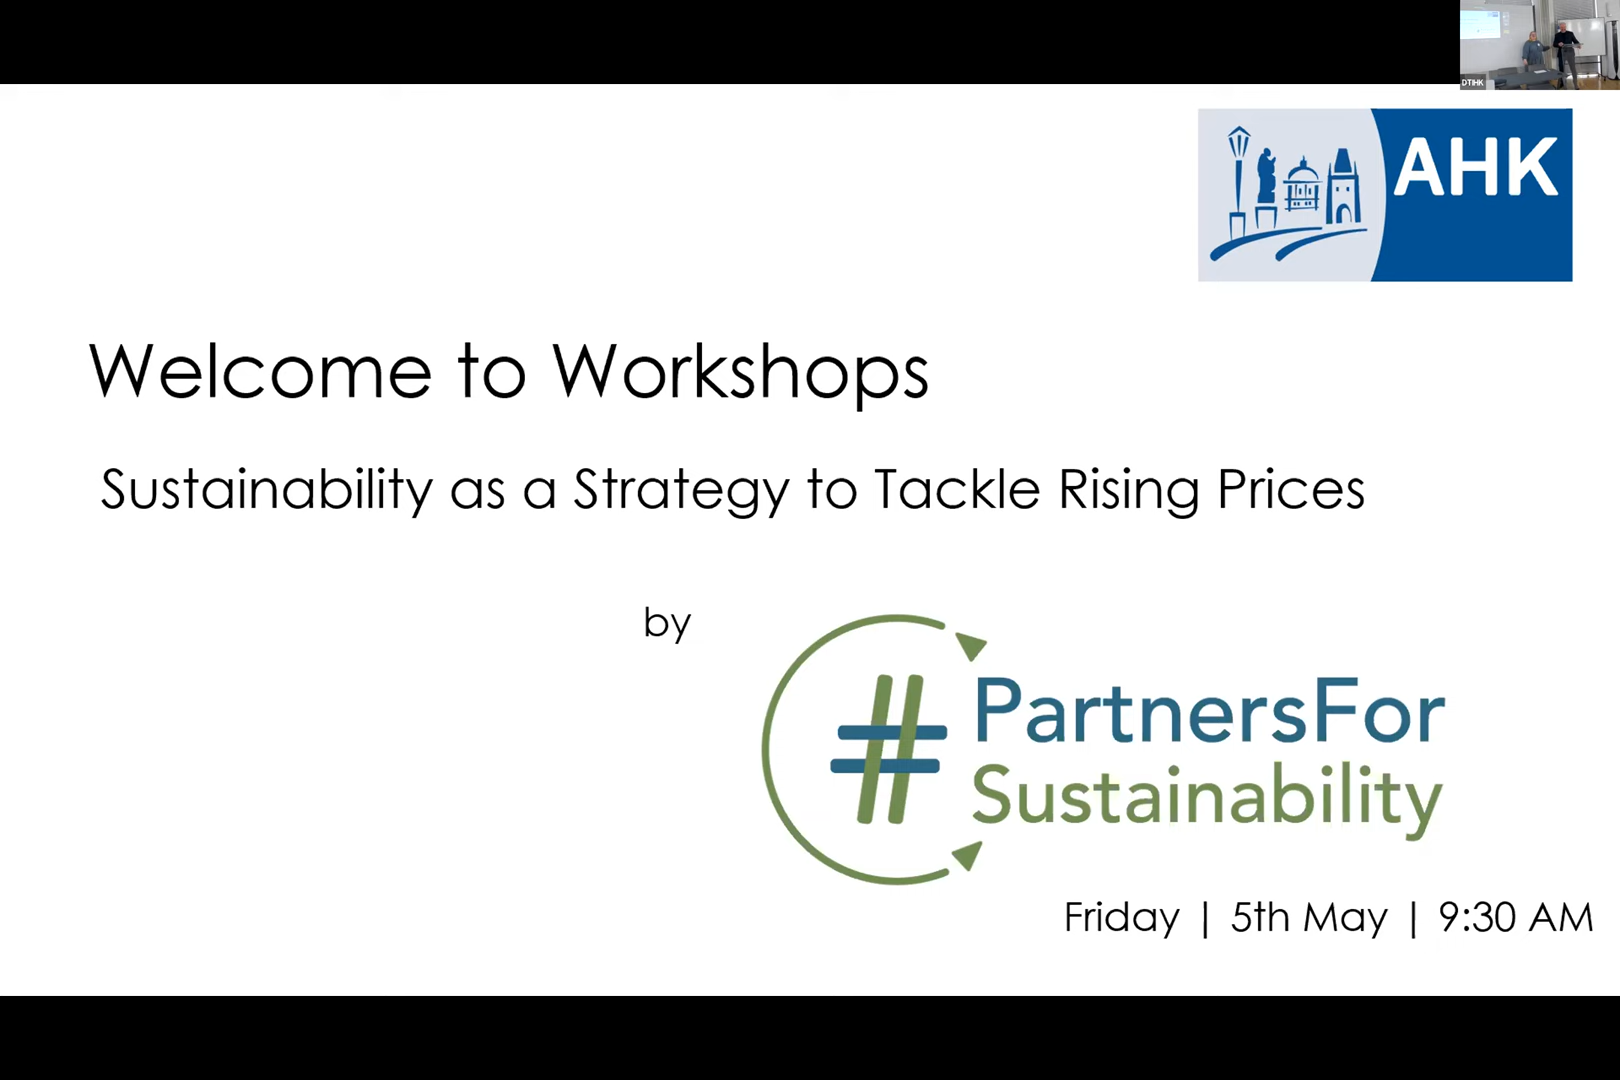 DTIHK
AHK
Welcome to Workshops
Sustainability as a Strategy to Tackle Rising Prices
by
#PartnersFor
Sustainability
Friday | 5th May | 9:30 AM